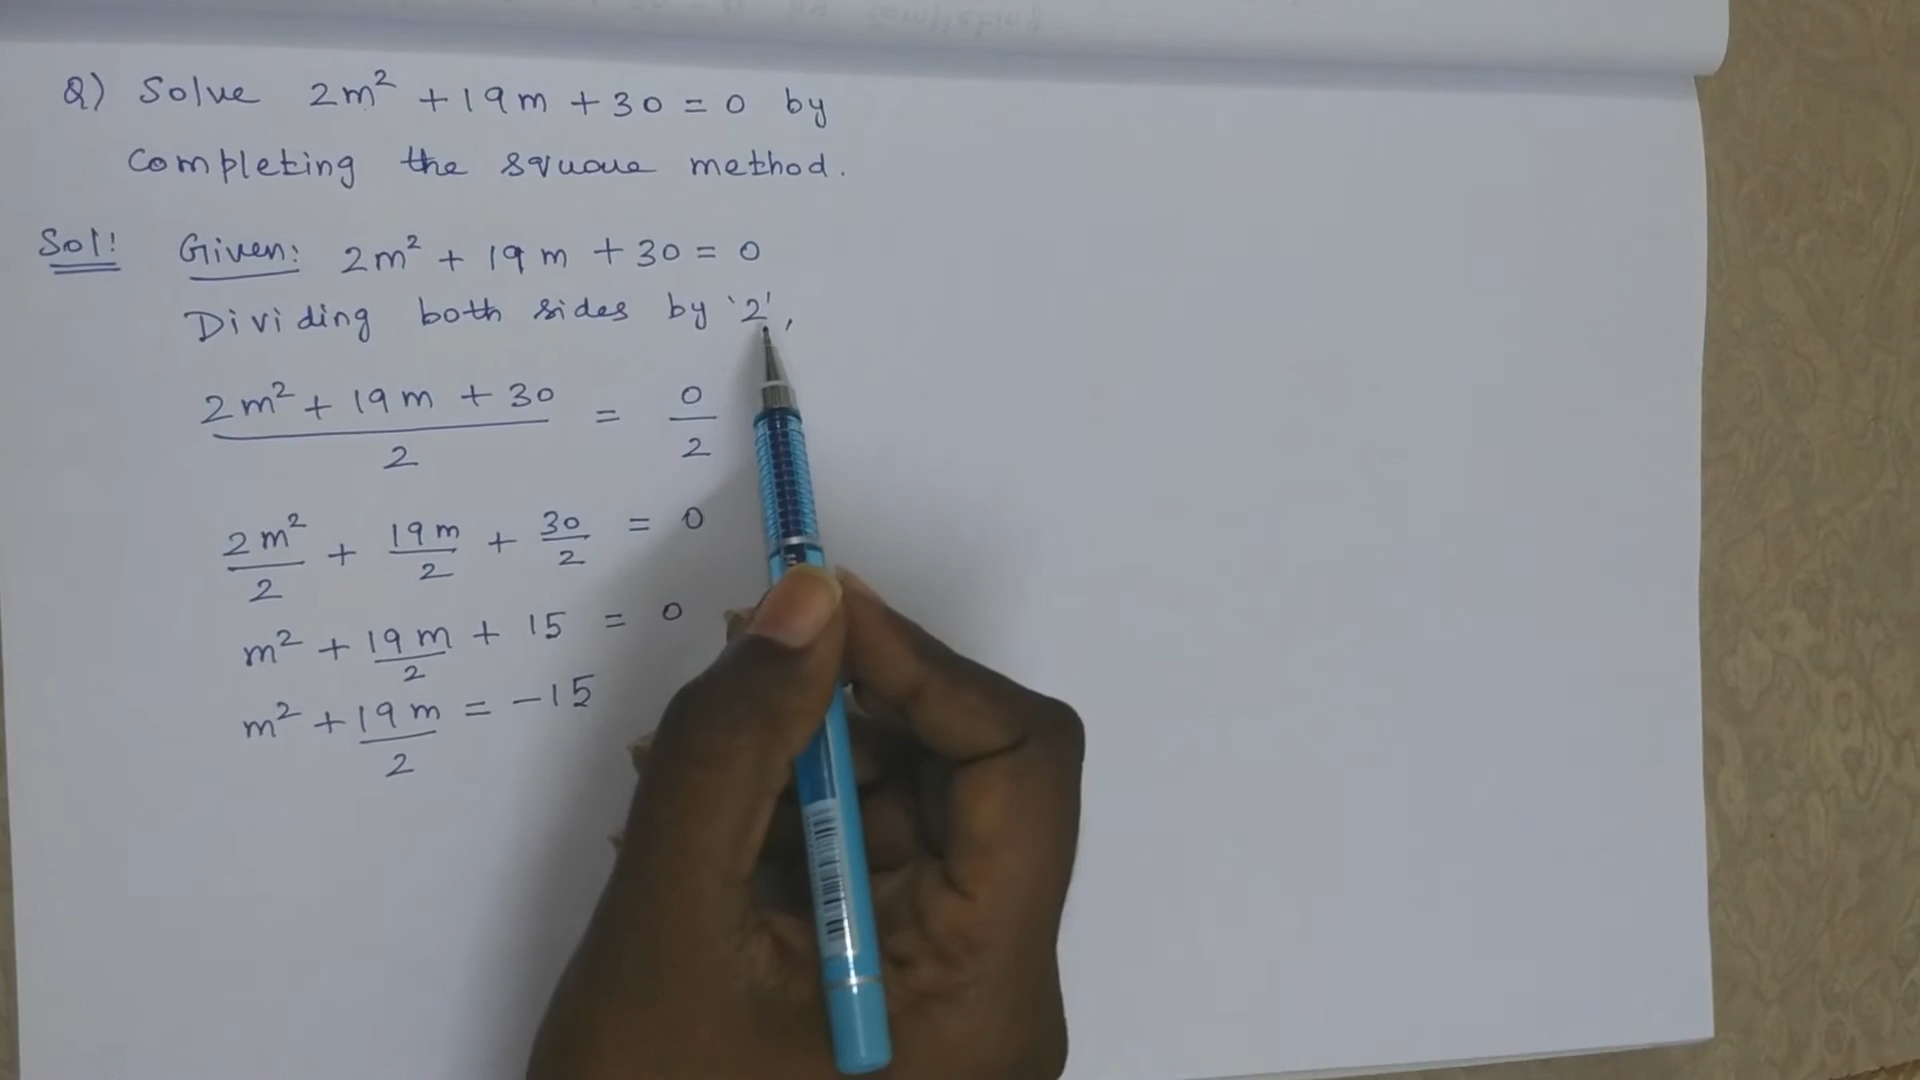 Q) Solve 2m² + 19m + 30 = 0 by
completing the square method.
Sol! Given: 2m² + 19m + 30 = 0
Dividing both sides by '2',
2m² + 19m + 30 / 2 = 0/2
2m²/2 + 19m/2 + 30/2 = 0
m² + 19m/2 + 15 = 0
m² + 19m/2 = -15